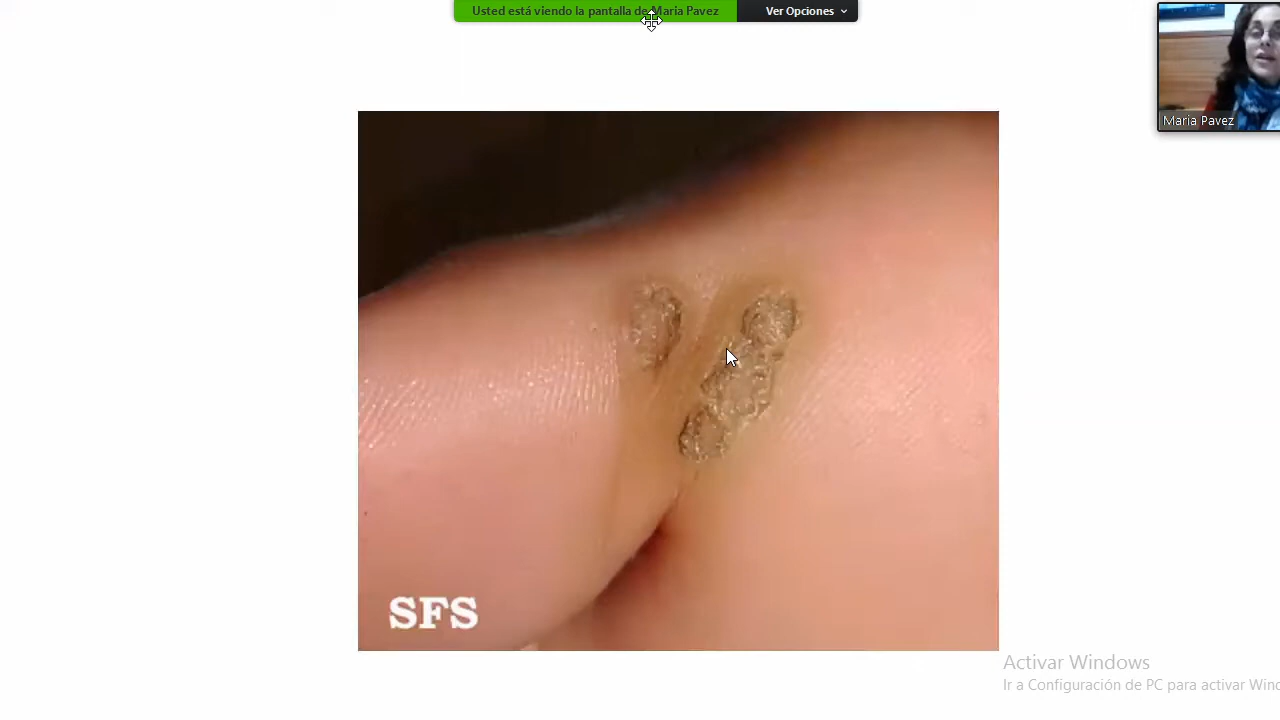 Usted está viendo la pantalla de Maria Pavez
Ver Opciones
Maria Pavez
SFS
Activar Windows
Ir a Configuración de PC para activar Wind